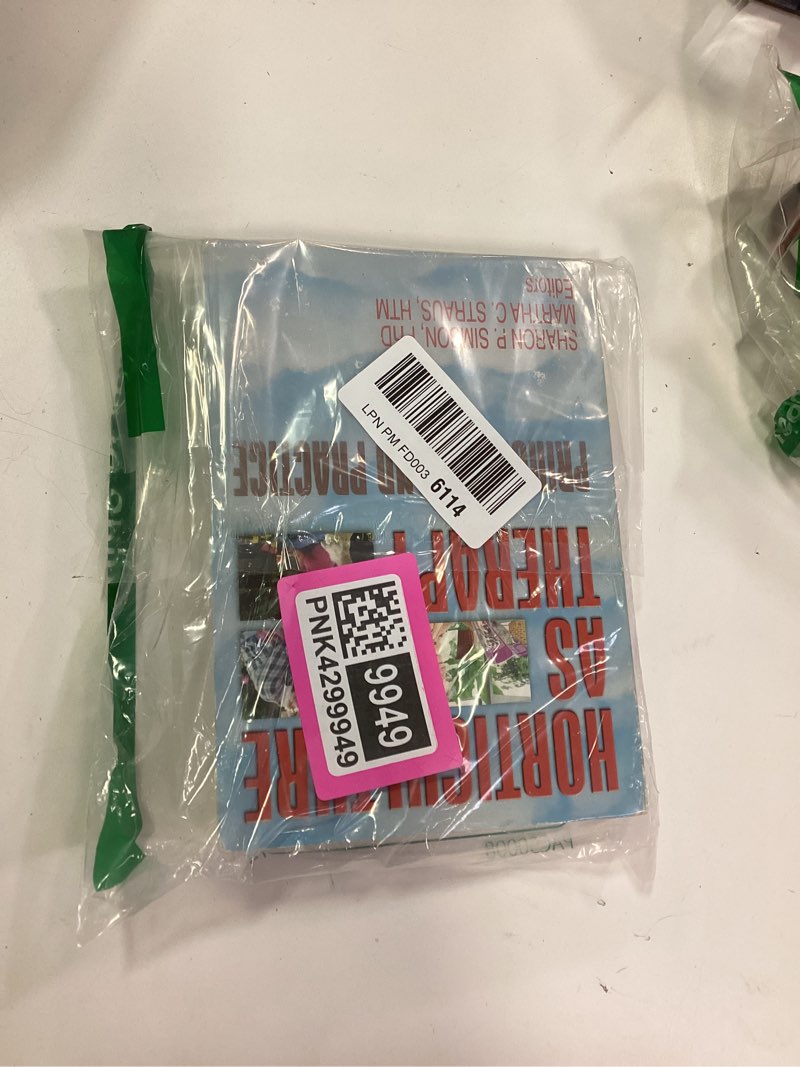 HORTICULTURE
AS
THERAPY
PRINCIPLES AND PRACTICE
SHARON P. SIMSON, PHD
MARTHA C. STRAUS, HTM
Editors
LPN PM FD003 6114
9949
PNK4299949